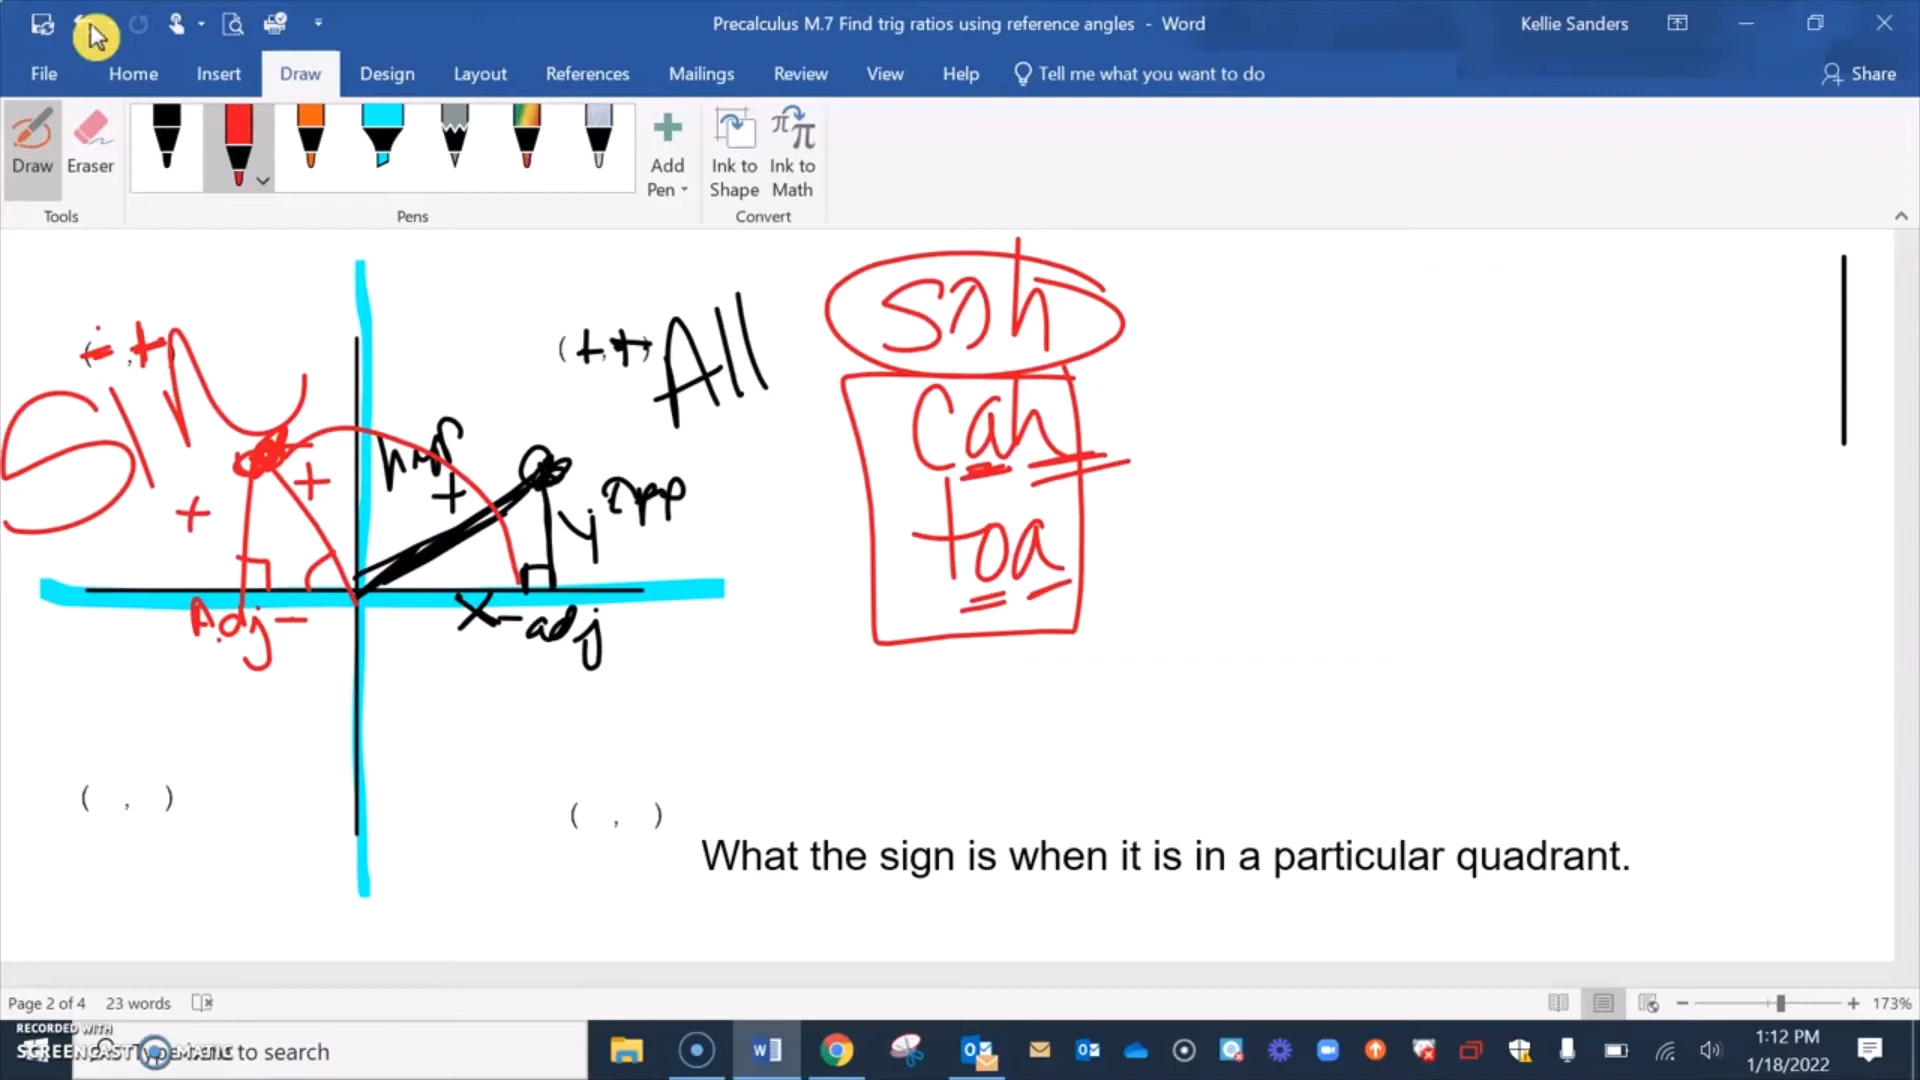 Precalculus M.7 Find trig ratios using reference angles - Word
Kellie Sanders
File Home Insert Draw Design Layout References Mailings Review View Help Tell me what you want to do Share
Draw Eraser
Add Pen
Ink to Shape
Ink to Math
Tools Pens Convert
soh
(-,+) (+,+) All
Sin
cah
hyp
+ + +
opp
y
toa
Adj - x-adj
( , ) ( , )
What the sign is when it is in a particular quadrant.
Page 2 of 4 23 words 173%
RECORDED WITH
SCREENCAST-O-MATIC
Type here to search
1:12 PM
1/18/2022